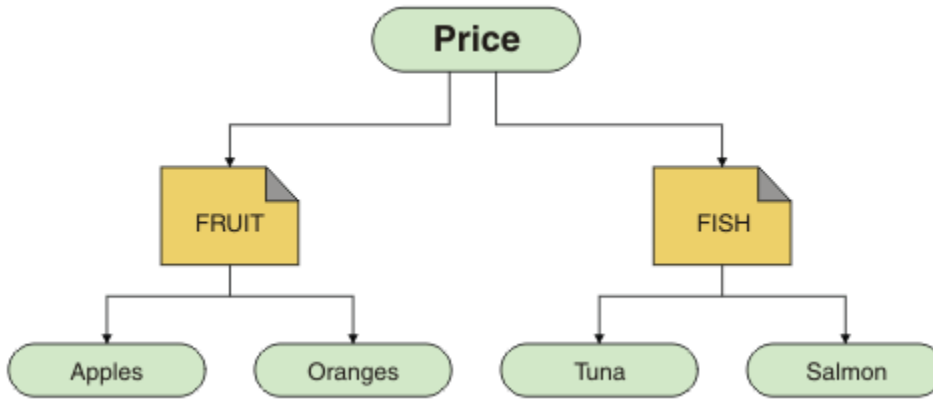 Price
FRUIT
FISH
Apples
Oranges
Tuna
Salmon